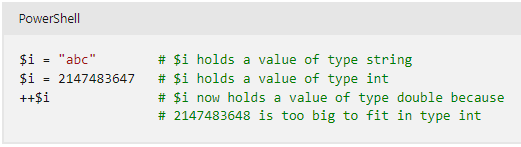 PowerShell
$i = "abc" # $i holds a value of type string
$i = 2147483647 # $i holds a value of type int
++$i # $i now holds a value of type double because
# 2147483648 is too big to fit in type int